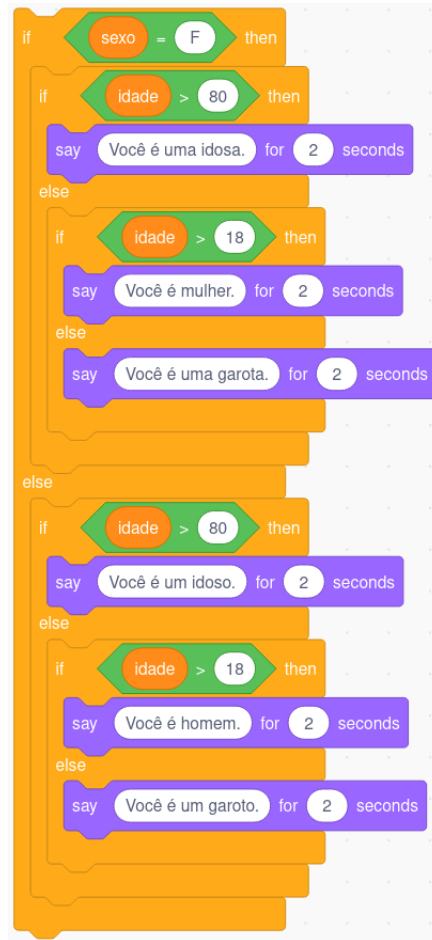 if sexo = F then
if idade > 80 then
say Você é uma idosa. for 2 seconds
else
if idade > 18 then
say Você é mulher. for 2 seconds
else
say Você é uma garota. for 2 seconds
else
if idade > 80 then
say Você é um idoso. for 2 seconds
else
if idade > 18 then
say Você é homem. for 2 seconds
else
say Você é um garoto. for 2 seconds